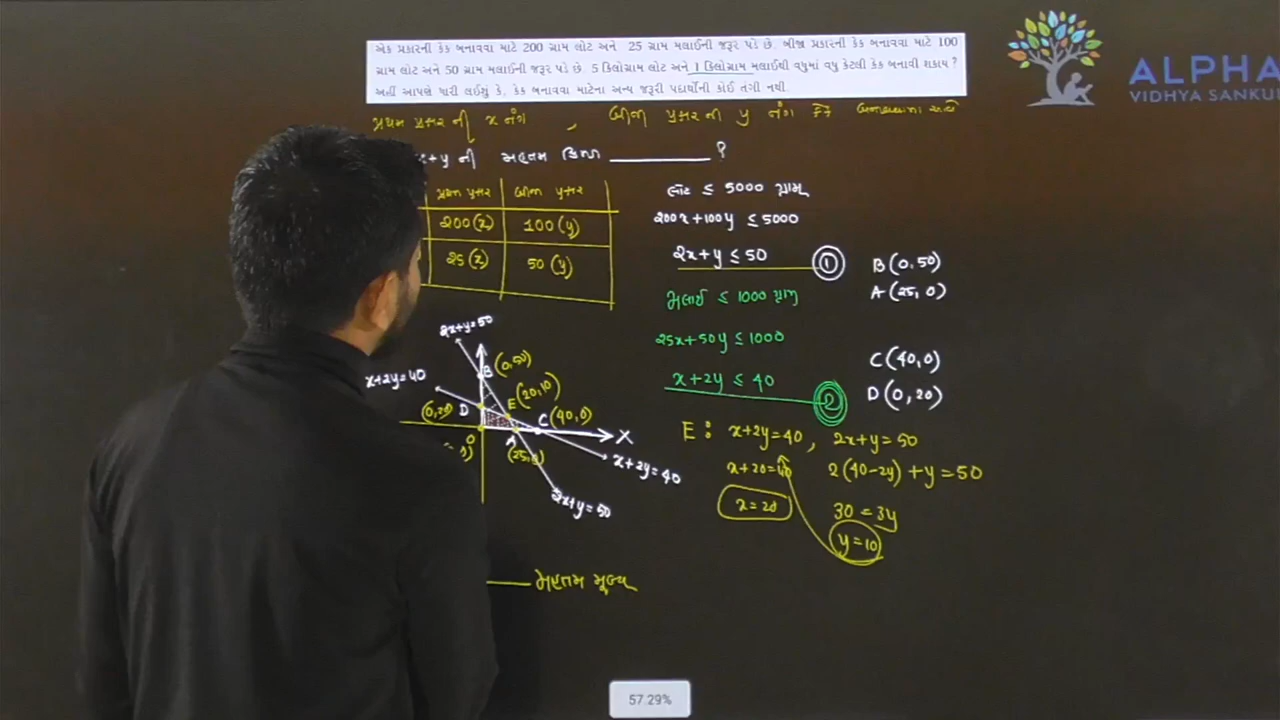 એક પ્રકારની કેક બનાવવા માટે 200 ગ્રામ લોટ અને 25 ગ્રામ મલાઈની જરૂર પડે છે. બીજા પ્રકારની કેક બનાવવા માટે 100
ગ્રામ લોટ અને 50 ગ્રામ મલાઈની જરૂર પડે છે. 5 કિલોગ્રામ લોટ અને 1 કિલોગ્રામ મલાઈથી વધુમાં વધુ કેટલી કેક બનાવી શકાય ?
અહીં આપણે ધારી લઈશું કે, કેક બનાવવા માટેના અન્ય જરૂરી પદાર્થોની કોઈ તંગી નથી.
ALPHA
VIDHYA SANKUL
પ્રથમ પ્રકાર ની x નંગ , બીજા પ્રકાર ની y નંગ કેક
+y ની મહત્તમ કિંમત ?
પ્રથમ પ્રકાર બીજા પ્રકાર
200(x) 100(y)
25(x) 50(y)
લોટ ≤ 5000 ગ્રામ
200x+100y ≤ 5000
2x+y ≤ 50 ①
B(0,50)
A(25,0)
મલાઈ ≤ 1000 ગ્રામ
25x+50y ≤ 1000
x+2y ≤ 40 ②
C(40,0)
D(0,20)
2x+y=50
B (0,50)
x+2y=40
E (20,10)
D (0,20)
C (40,0)
O A (25,0)
X
x+2y=40
2x+y=50
E: x+2y=40, 2x+y=50
x+20=40 2(40-2y)+y=50
x=20 30=3y
y=10
મહત્તમ મૂલ્ય
57.29%